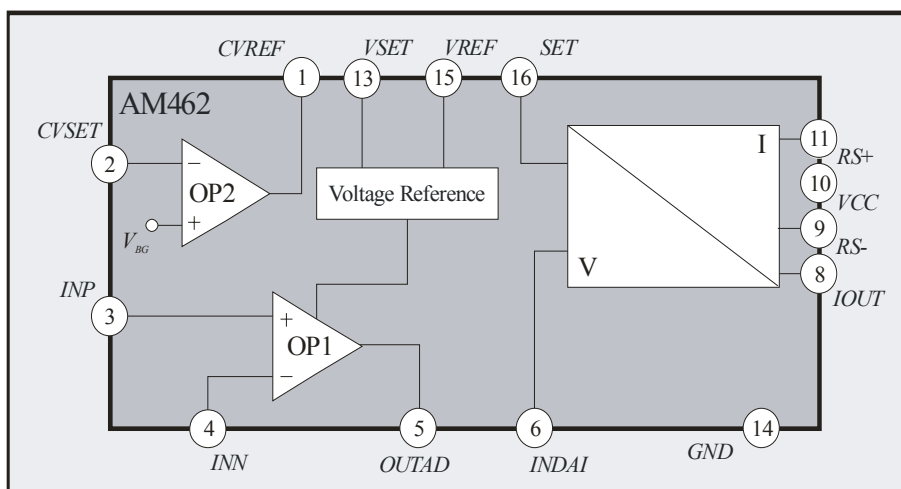 CVREF VSET VREF SET
1 13 15 16
AM462
CVSET
2
−
OP2
+
V_BG
Voltage Reference
I
V
11
RS+
10
VCC
9
RS-
8
IOUT
INP
3
+
OP1
−
4 5 6 14
INN OUTAD INDAI GND